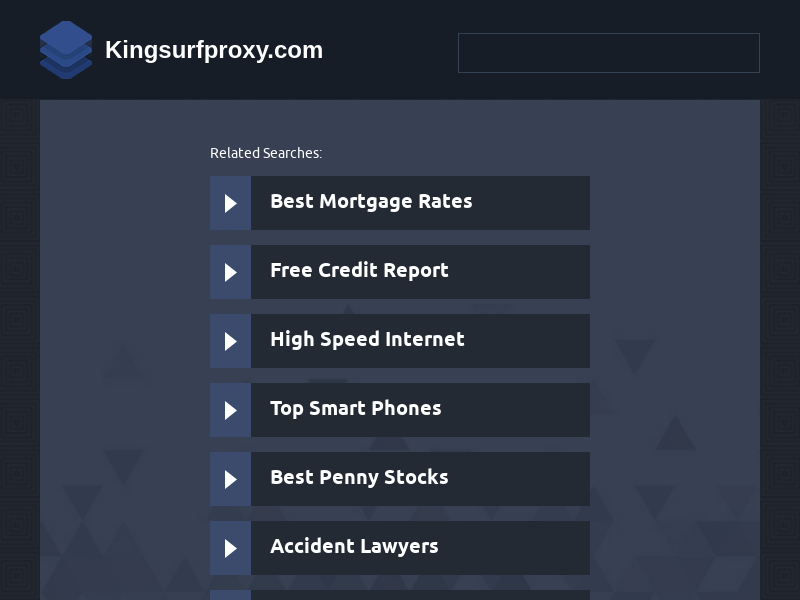 Kingsurfproxy.com
Related Searches:
Best Mortgage Rates
Free Credit Report
High Speed Internet
Top Smart Phones
Best Penny Stocks
Accident Lawyers